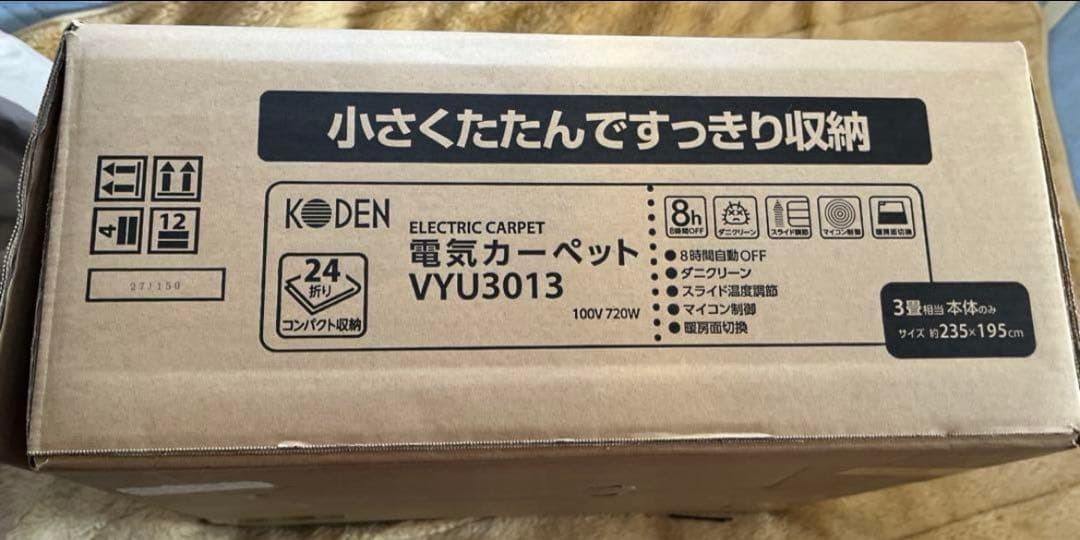 小さくたたんですっきり収納
4
12
27/150
KODEN
24
折り
コンパクト収納
ELECTRIC CARPET
電気カーペット
VYU3013
100V 720W
8h
8時間OFF
ダニクリーン
スライド調節
マイコン制御
暖房面切換
●8時間自動OFF
●ダニクリーン
●スライド温度調節
●マイコン制御
●暖房面切換
3畳相当 本体のみ
サイズ 約235×195cm